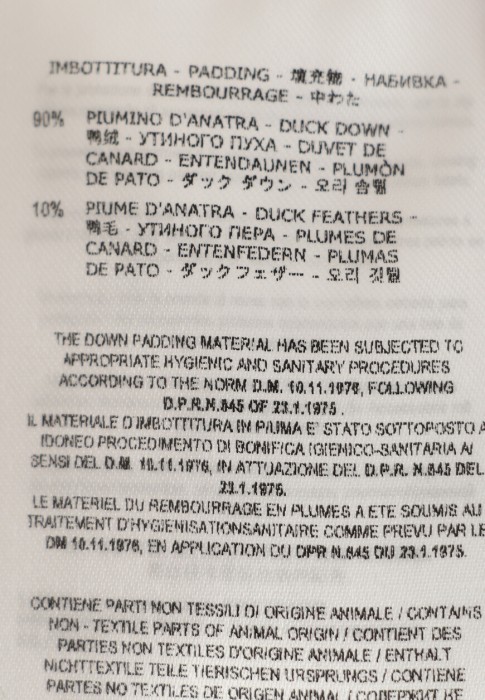 IMBOTTITURA - PADDING - 填充物 - НАБИВКА -
REMBOURRAGE - 中わた
90% PIUMINO D'ANATRA - DUCK DOWN -
鸭绒 - УТИНОГО ПУХА - DUVET DE
CANARD - ENTENDAUNEN - PLUMÒN
DE PATO - ダック ダウン - 오리 솜털
10% PIUME D'ANATRA - DUCK FEATHERS -
鸭毛 - УТИНОГО ПЕРА - PLUMES DE
CANARD - ENTENFEDERN - PLUMAS
DE PATO - ダックフェザー - 오리 깃털
THE DOWN PADDING MATERIAL HAS BEEN SUBJECTED TO
APPROPRIATE HYGIENIC AND SANITARY PROCEDURES
ACCORDING TO THE NORM D.M. 10.11.1976, FOLLOWING
D.P.R.N.845 OF 23.1.1975 .
IL MATERIALE D IMBOTTITURA IN PIUMA E' STATO SOTTOPOSTO A
IDONEO PROCEDIMENTO DI BONIFICA IGIENICO-SANITARIA AI
SENSI DEL D.M. 10.11.1976, IN ATTUAZIONE DEL D.P.R. N.845 DEL
23.1.1975.
LE MATERIEL DU REMBOURRAGE EN PLUMES A ETE SOUMIS AU
TRAITEMENT D'HYGIENISATIONSANITAIRE COMME PREVU PAR LE
DM 10.11.1976, EN APPLICATION DU DPR N.845 DU 23.1.1975.
CONTIENE PARTI NON TESSILI DI ORIGINE ANIMALE / CONTAINS
NON - TEXTILE PARTS OF ANIMAL ORIGIN / CONTIENT DES
PARTIES NON TEXTILES D'ORIGINE ANIMALE / ENTHALT
NICHTTEXTILE TEILE TIERISCHEN URSPRUNGS / CONTIENE
PARTES NO TEXTILES DE ORIGEN ANIMAL /